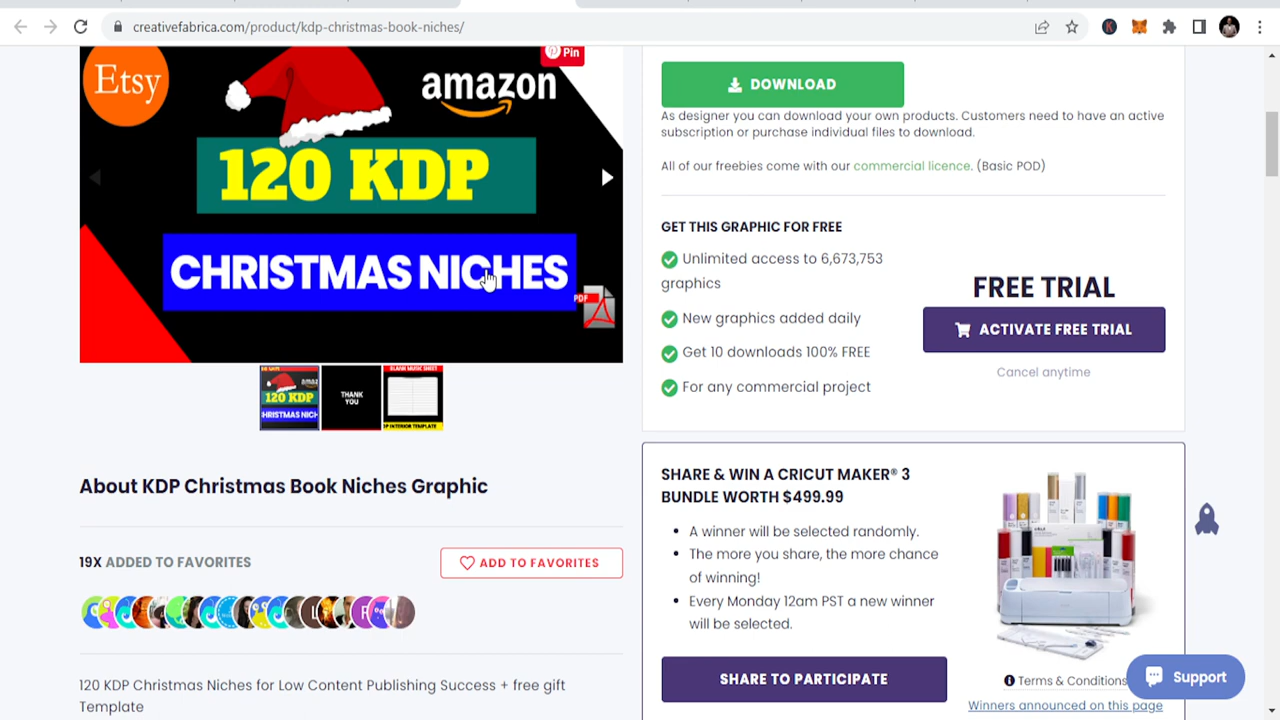 creativefabrica.com/product/kdp-christmas-book-niches/
Etsy
amazon
Pin
120 KDP
CHRISTMAS NICHES
PDF
120 KDP
THANK
YOU
BLANK MUSIC SHEET
About KDP Christmas Book Niches Graphic
19X ADDED TO FAVORITES
ADD TO FAVORITES
120 KDP Christmas Niches for Low Content Publishing Success + free gift
Template
DOWNLOAD
As designer you can download your own products. Customers need to have an active
subscription or purchase individual files to download.
All of our freebies come with our commercial licence. (Basic POD)
GET THIS GRAPHIC FOR FREE
Unlimited access to 6,673,753
graphics
New graphics added daily
Get 10 downloads 100% FREE
For any commercial project
FREE TRIAL
ACTIVATE FREE TRIAL
Cancel anytime
SHARE & WIN A CRICUT MAKER® 3
BUNDLE WORTH $499.99
• A winner will be selected randomly.
• The more you share, the more chance
of winning!
• Every Monday 12am PST a new winner
will be selected.
SHARE TO PARTICIPATE
Terms & Conditions
Winners announced on this page
Support